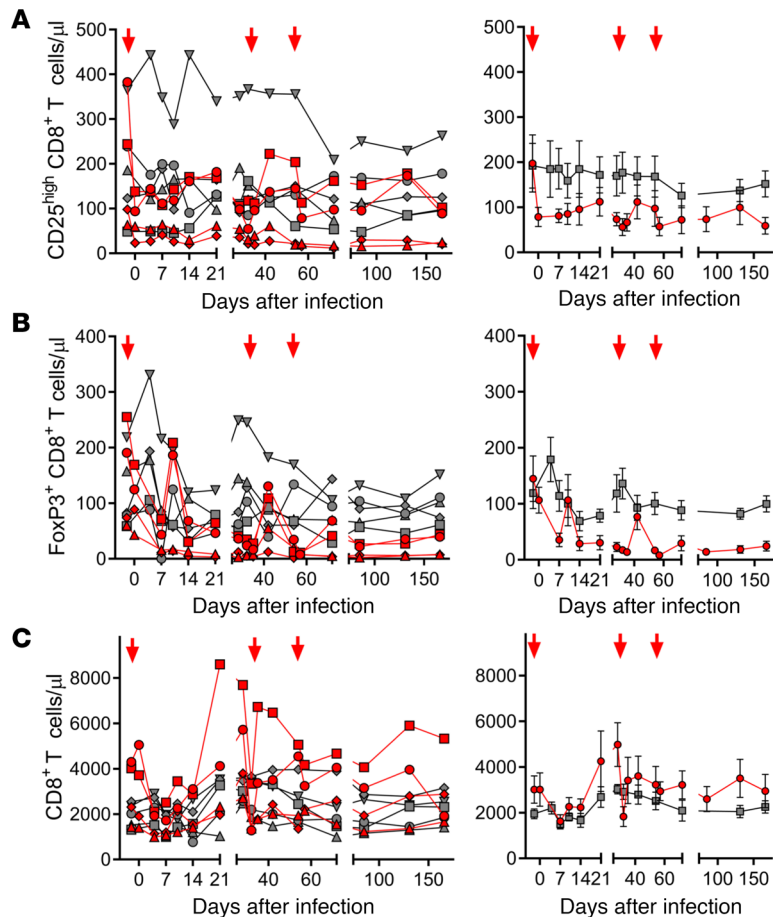 A
CD25high CD8+ T cells/µl
500
400
300
200
100
0
0 7 14 21 40 60 100 150
Days after infection
500
400
300
200
100
0
0 7 1421 40 60 100 150
Days after infection
B
FoxP3+ CD8+ T cells/µl
400
300
200
100
0
0 7 14 21 40 60 100 150
Days after infection
400
300
200
100
0
0 7 1421 40 60 100 150
Days after infection
C
CD8+ T cells/µl
8000
6000
4000
2000
0
0 7 14 21 40 60 100 150
Days after infection
8000
6000
4000
2000
0
0 7 1421 40 60 100 150
Days after infection